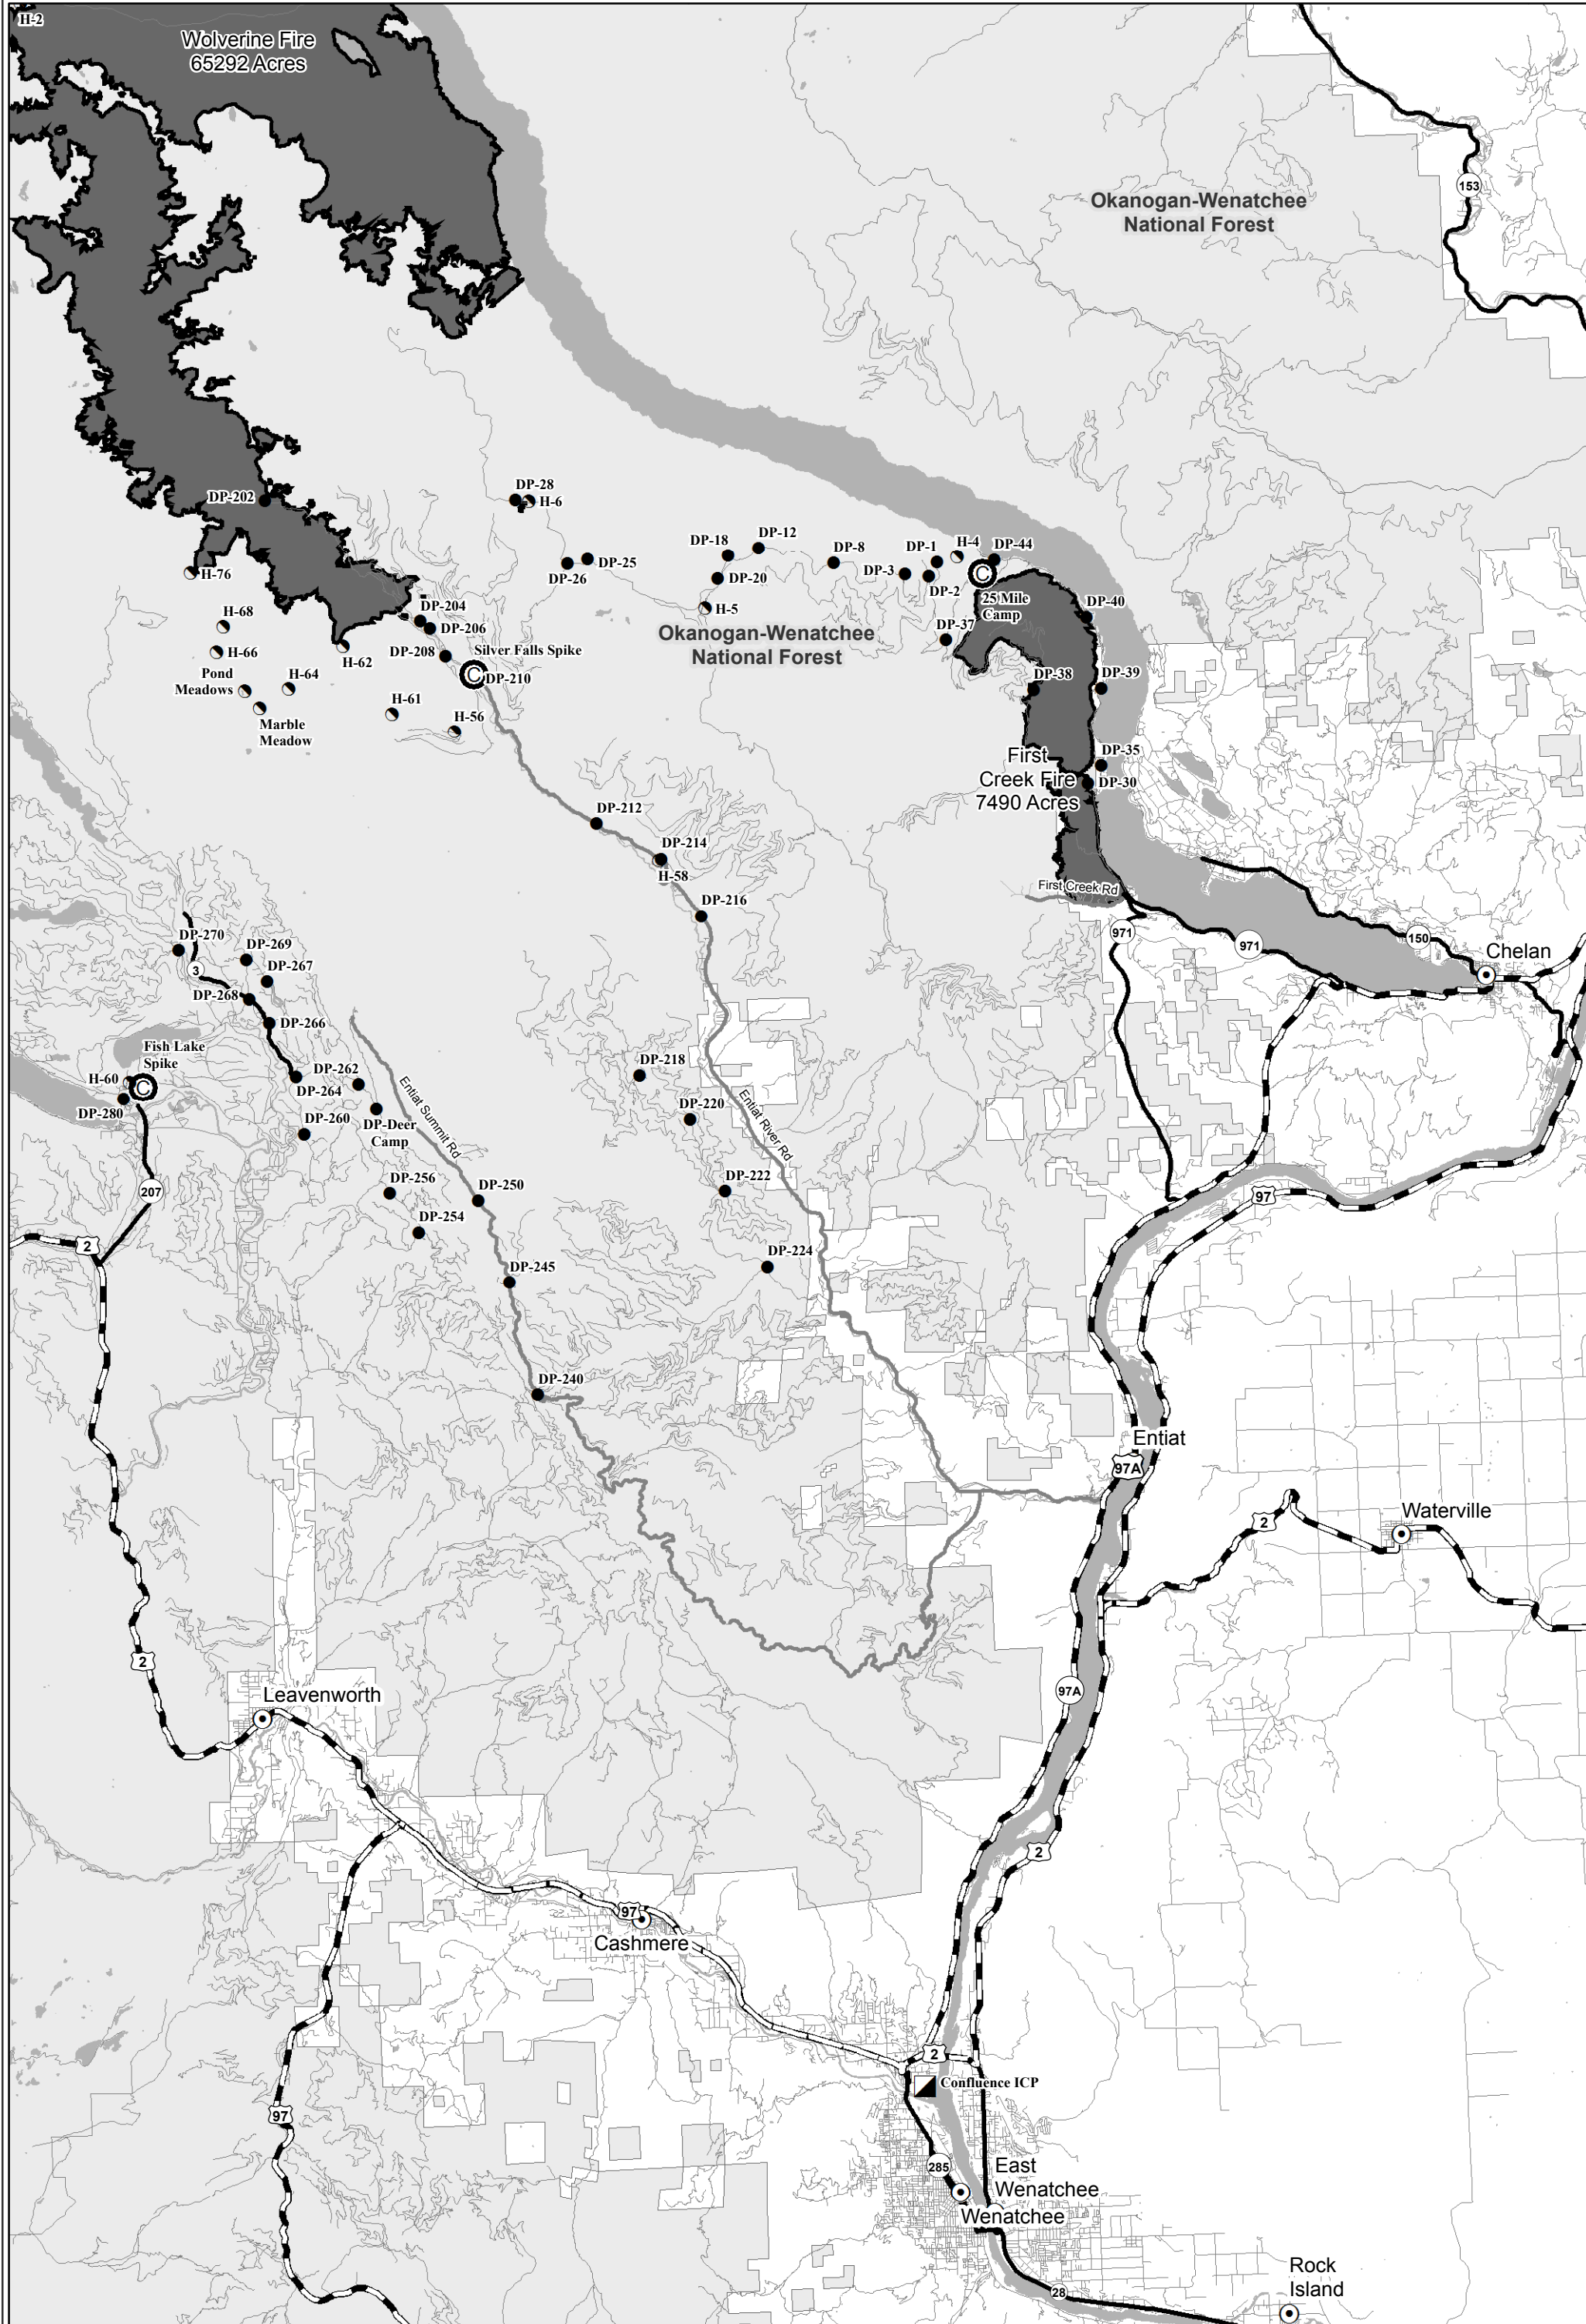 H-2
Wolverine Fire
65292 Acres
153
Okanogan-Wenatchee
National Forest
DP-28
DP-202
H-6
DP-12
DP-18
DP-8
DP-1
H-4
DP-44
DP-25
DP-26
DP-20
DP-3
DP-2
H-76
25 Mile
Camp
C
DP-40
H-5
H-68
DP-204
DP-206
DP-37
Okanogan-Wenatchee
National Forest
H-66
H-62
DP-208
Silver Falls Spike
C
DP-210
Pond
Meadows
H-64
DP-38
DP-39
H-61
H-56
Marble
Meadow
First
Creek Fire
7490 Acres
DP-35
DP-30
DP-212
DP-214
H-58
First Creek Rd
DP-216
971
971
150
Chelan
DP-270
DP-269
3
DP-267
DP-268
DP-266
Fish Lake
Spike
H-60
C
DP-280
DP-262
DP-264
DP-218
DP-260
DP-Deer
Camp
Entiat Summit Rd
DP-220
Entiat River Rd
207
DP-256
DP-250
DP-222
97
2
DP-254
DP-224
DP-245
DP-240
Entiat
97A
Waterville
2
2
Leavenworth
97A
2
97
Cashmere
2
Confluence ICP
97
285
East
Wenatchee
Wenatchee
28
Rock
Island